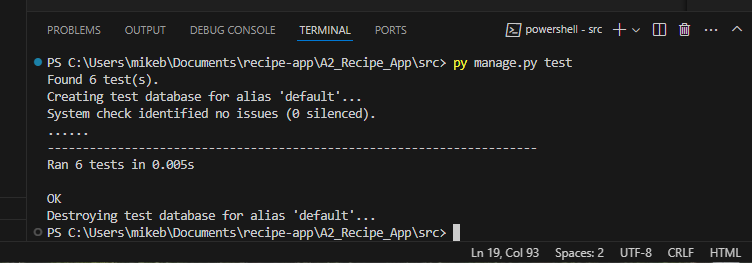 PROBLEMS OUTPUT DEBUG CONSOLE TERMINAL PORTS powershell - src
PS C:\Users\mikeb\Documents\recipe-app\A2_Recipe_App\src> py manage.py test
Found 6 test(s).
Creating test database for alias 'default'...
System check identified no issues (0 silenced).
......
----------------------------------------------------------------------
Ran 6 tests in 0.005s
OK
Destroying test database for alias 'default'...
PS C:\Users\mikeb\Documents\recipe-app\A2_Recipe_App\src>
Ln 19, Col 93 Spaces: 2 UTF-8 CRLF HTML